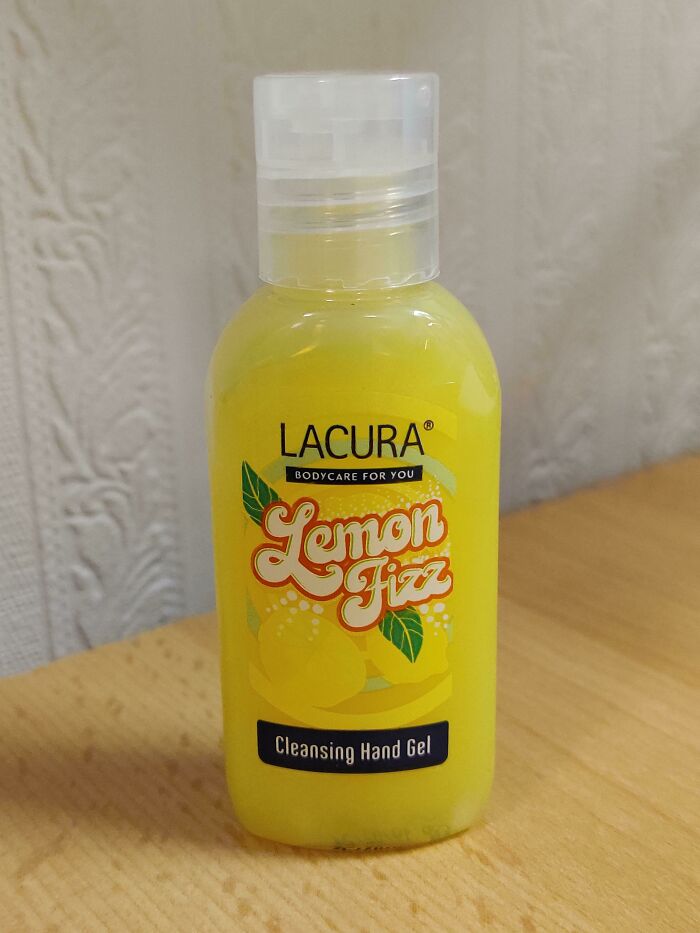 LACURA®
BODYCARE FOR YOU
Lemon
Fizz
Cleansing Hand Gel